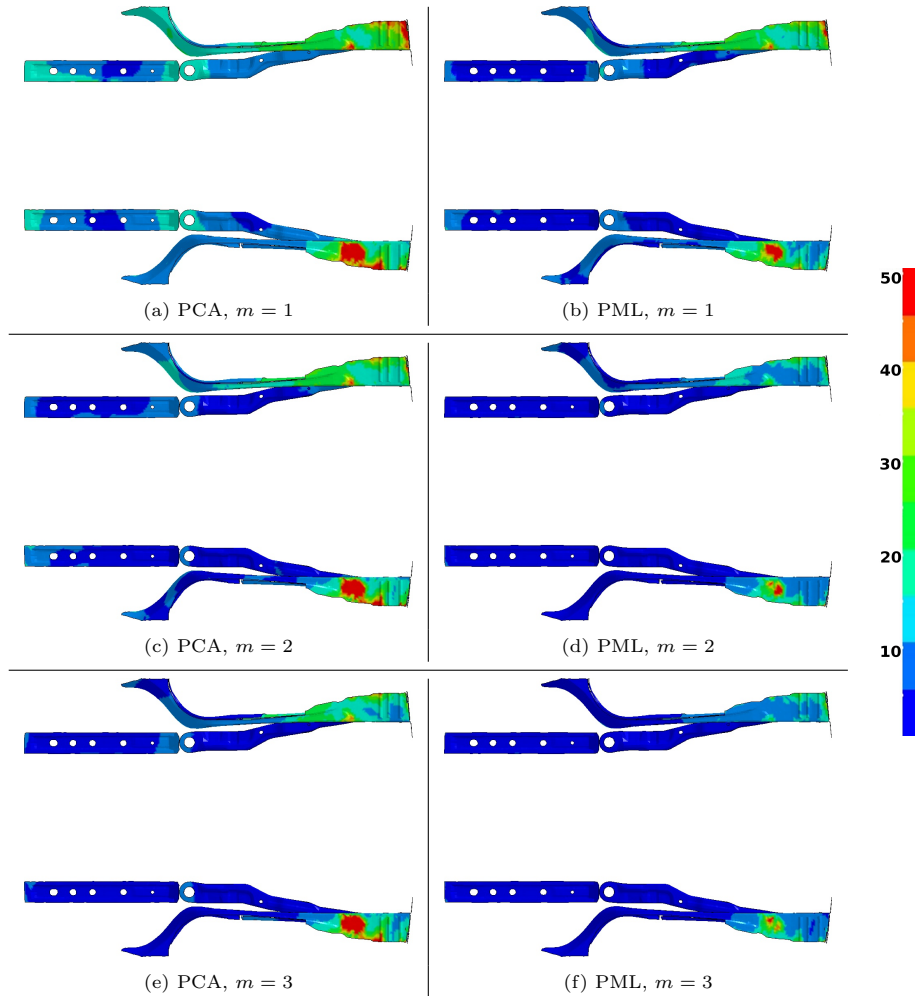 (a) PCA, m = 1
(b) PML, m = 1
50
40
30
20
10
(c) PCA, m = 2
(d) PML, m = 2
(e) PCA, m = 3
(f) PML, m = 3